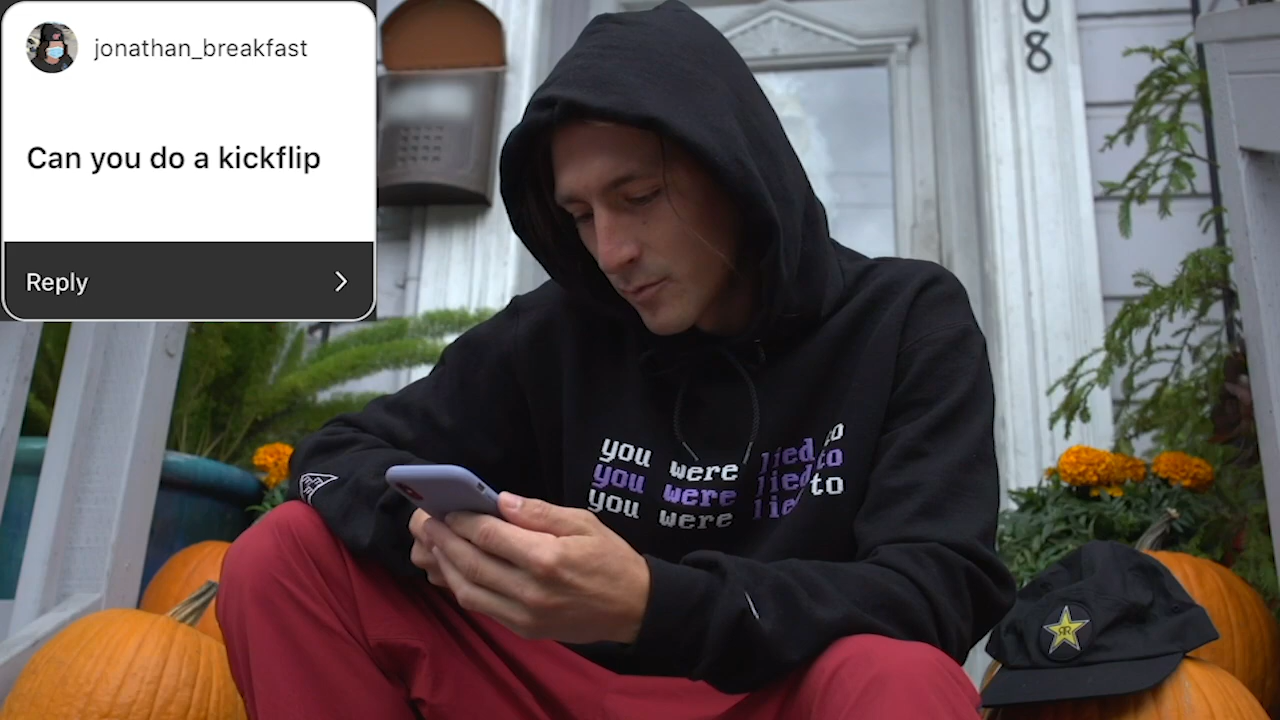 jonathan_breakfast
Can you do a kickflip
Reply
08
you were lied to
you were lied to
you were lied to
R